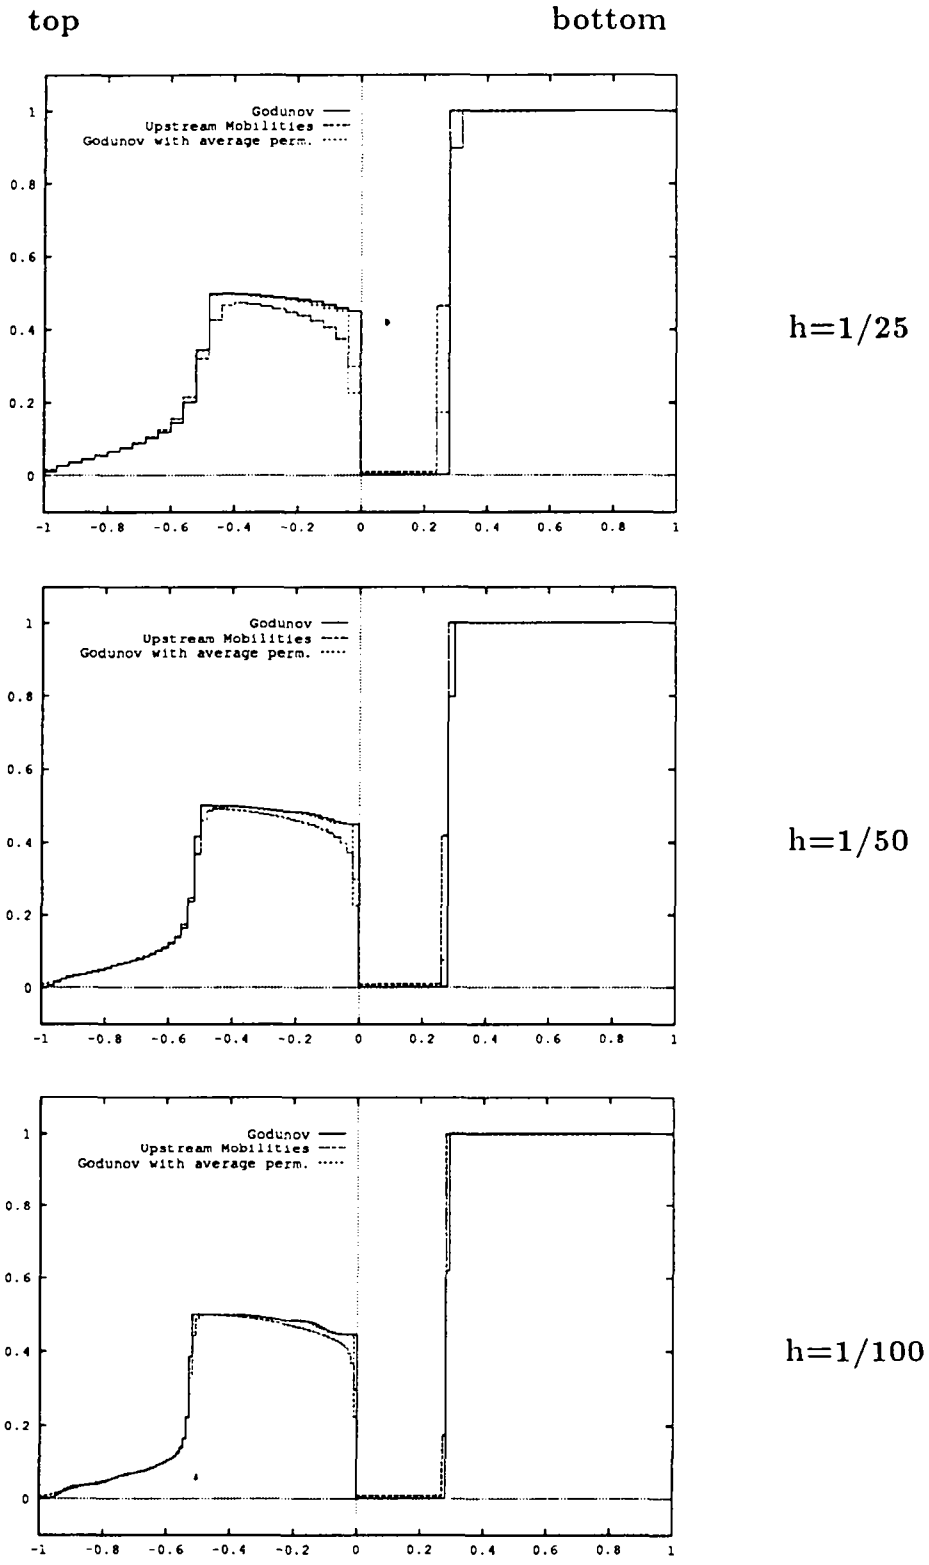 top bottom
Godunov
Upstream Mobilities
Godunov with average perm.
1
0.8
0.6
0.4
0.2
0
-1 -0.8 -0.6 -0.4 -0.2 0 0.2 0.4 0.6 0.8 1
h=1/25
Godunov
Upstream Mobilities
Godunov with average perm.
1
0.8
0.6
0.4
0.2
0
-1 -0.8 -0.6 -0.4 -0.2 0 0.2 0.4 0.6 0.8 1
h=1/50
Godunov
Upstream Mobilities
Godunov with average perm.
1
0.8
0.6
0.4
0.2
0
-1 -0.8 -0.6 -0.4 -0.2 0 0.2 0.4 0.6 0.8 1
h=1/100